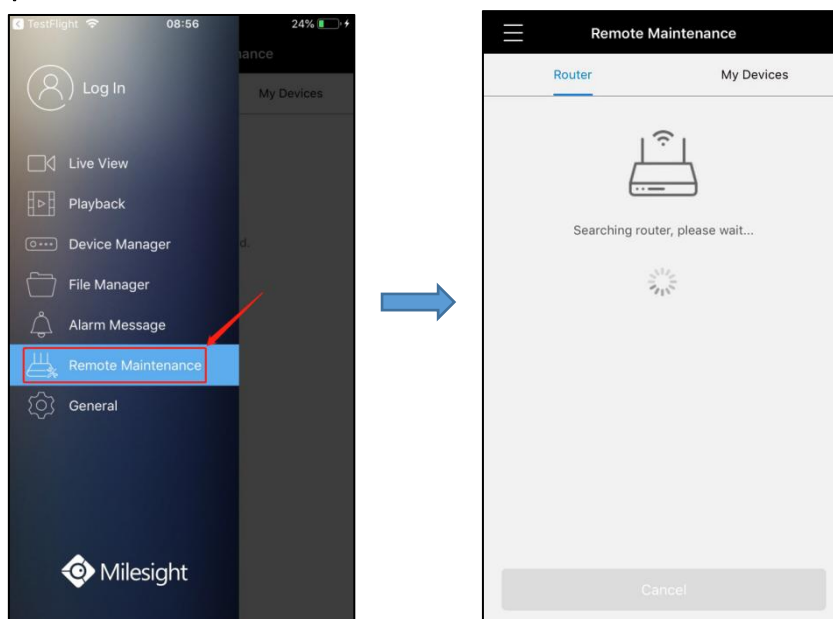 TestFlight 08:56 24%
ance
Log In
My Devices
Live View
Playback
Device Manager
d.
File Manager
Alarm Message
Remote Maintenance
General
Milesight
Remote Maintenance
Router My Devices
Searching router, please wait...
Cancel